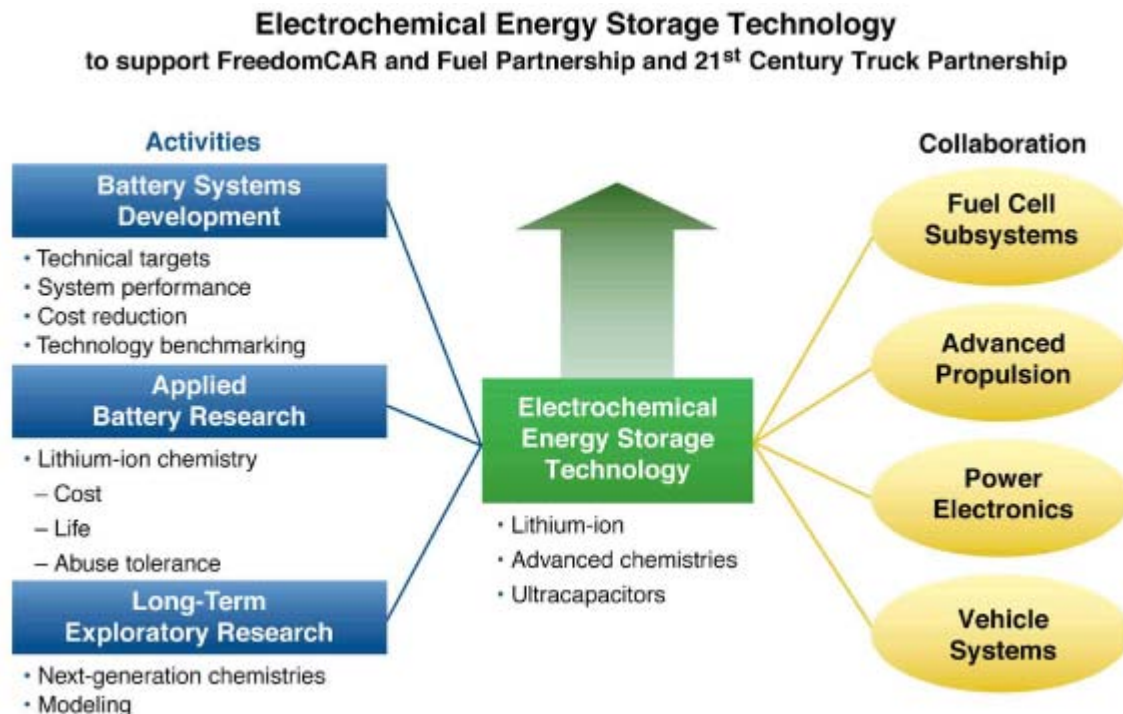 Electrochemical Energy Storage Technology
to support FreedomCAR and Fuel Partnership and 21st Century Truck Partnership
Activities
Battery Systems
Development
• Technical targets
• System performance
• Cost reduction
• Technology benchmarking
Applied
Battery Research
• Lithium-ion chemistry
– Cost
– Life
– Abuse tolerance
Long-Term
Exploratory Research
• Next-generation chemistries
• Modeling
Electrochemical
Energy Storage
Technology
• Lithium-ion
• Advanced chemistries
• Ultracapacitors
Collaboration
Fuel Cell
Subsystems
Advanced
Propulsion
Power
Electronics
Vehicle
Systems